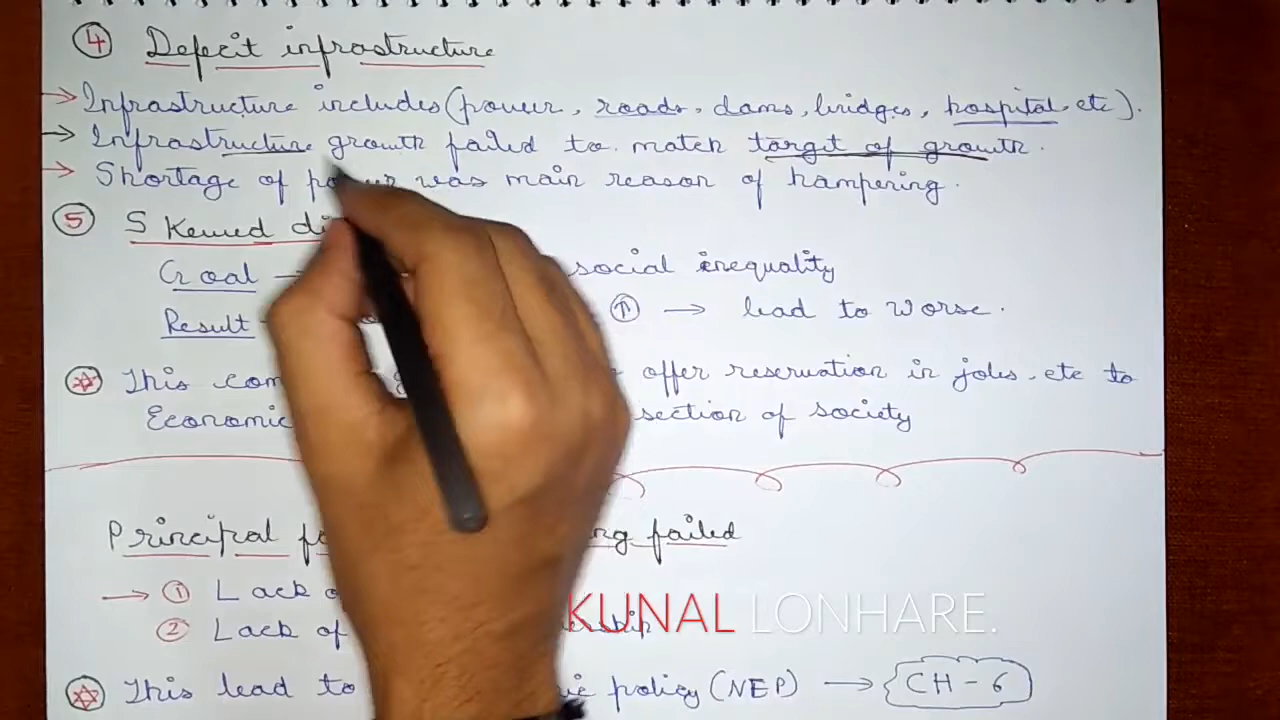 4 Deficit infrastructure
→ Infrastructure includes (power, roads, dams, bridges, hospital, etc).
→ Infrastructure growth failed to match target of growth.
→ Shortage of power was main reason of hampering.
5 Skewed
Goal → social inequality
Result ↑ → lead to worse.
This offer reservation in jobs, etc to
section of society
Principal failed
→ 1 Lack
2 Lack of
KUNAL LONHARE.
This lead to policy (NEP) → CH-6